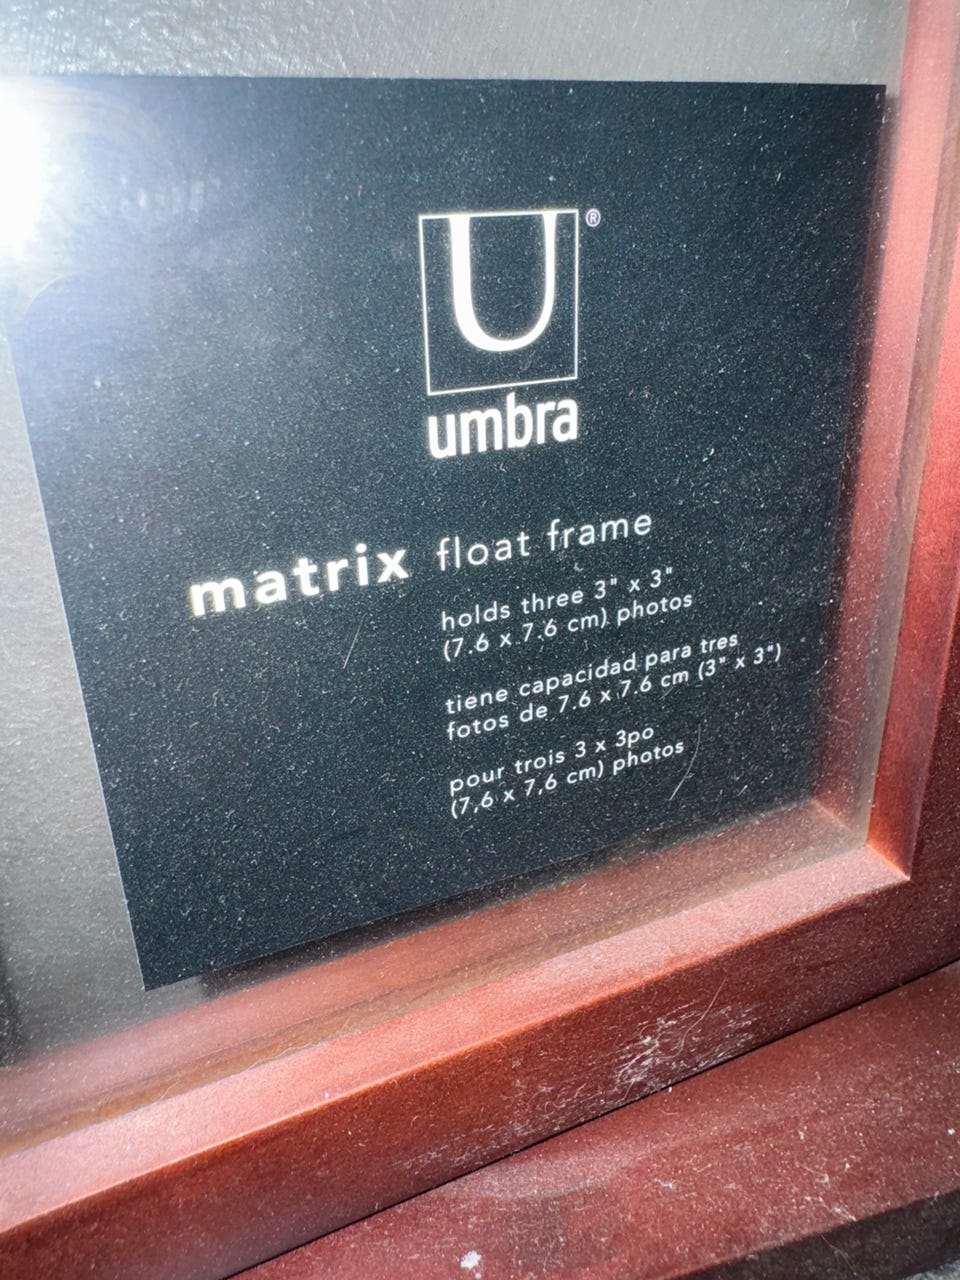 U®
umbra
matrix float frame
holds three 3" x 3"
(7.6 x 7.6 cm) photos
tiene capacidad para tres
fotos de 7.6 x 7.6 cm (3" x 3")
pour trois 3 x 3po
(7,6 x 7,6 cm) photos